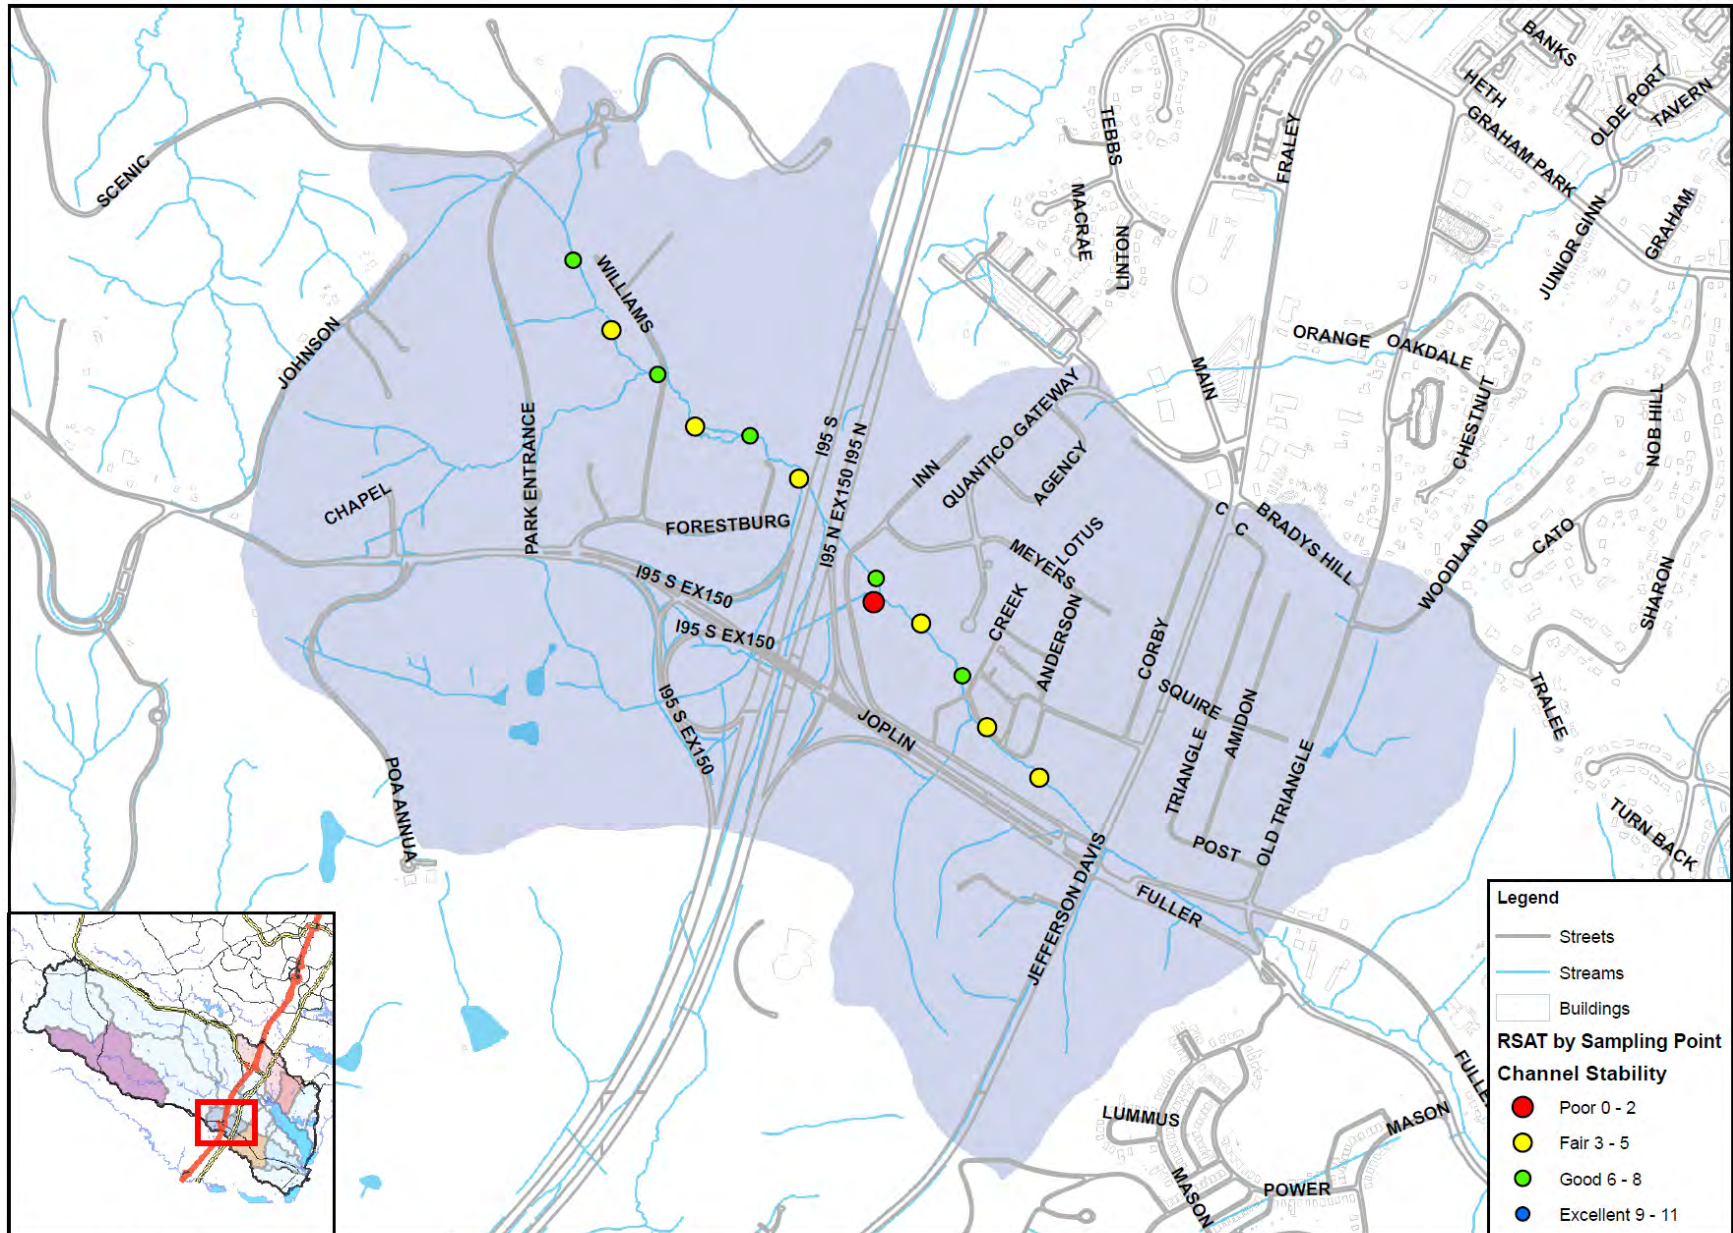 BANKS
HETH
OLDE PORT
TAVERN
GRAHAM PARK
TEBBS
FRALEY
SCENIC
MACRAE
LINTON
JUNIOR GINN
GRAHAM
WILLIAMS
JOHNSON
ORANGE
OAKDALE
MAIN
CHESTNUT
NOB HILL
QUANTICO GATEWAY
PARK ENTRANCE
I95 S
I95 N EX150 I95 N
INN
AGENCY
CHAPEL
FORESTBURG
LOTUS
C C
BRADYS HILL
CATO
WOODLAND
MEYERS
I95 S EX150
SHARON
CREEK
ANDERSON
I95 S EX150
CORBY
SQUIRE
I95 S EX150
JOPLIN
AMIDON
TRIANGLE
TRALEE
POA ANNUA
OLD TRIANGLE
POST
TURN BACK
JEFFERSON DAVIS
FULLER
FULLE
LUMMUS
MASON
MASON
POWER
Legend
Streets
Streams
Buildings
RSAT by Sampling Point
Channel Stability
Poor 0 - 2
Fair 3 - 5
Good 6 - 8
Excellent 9 - 11